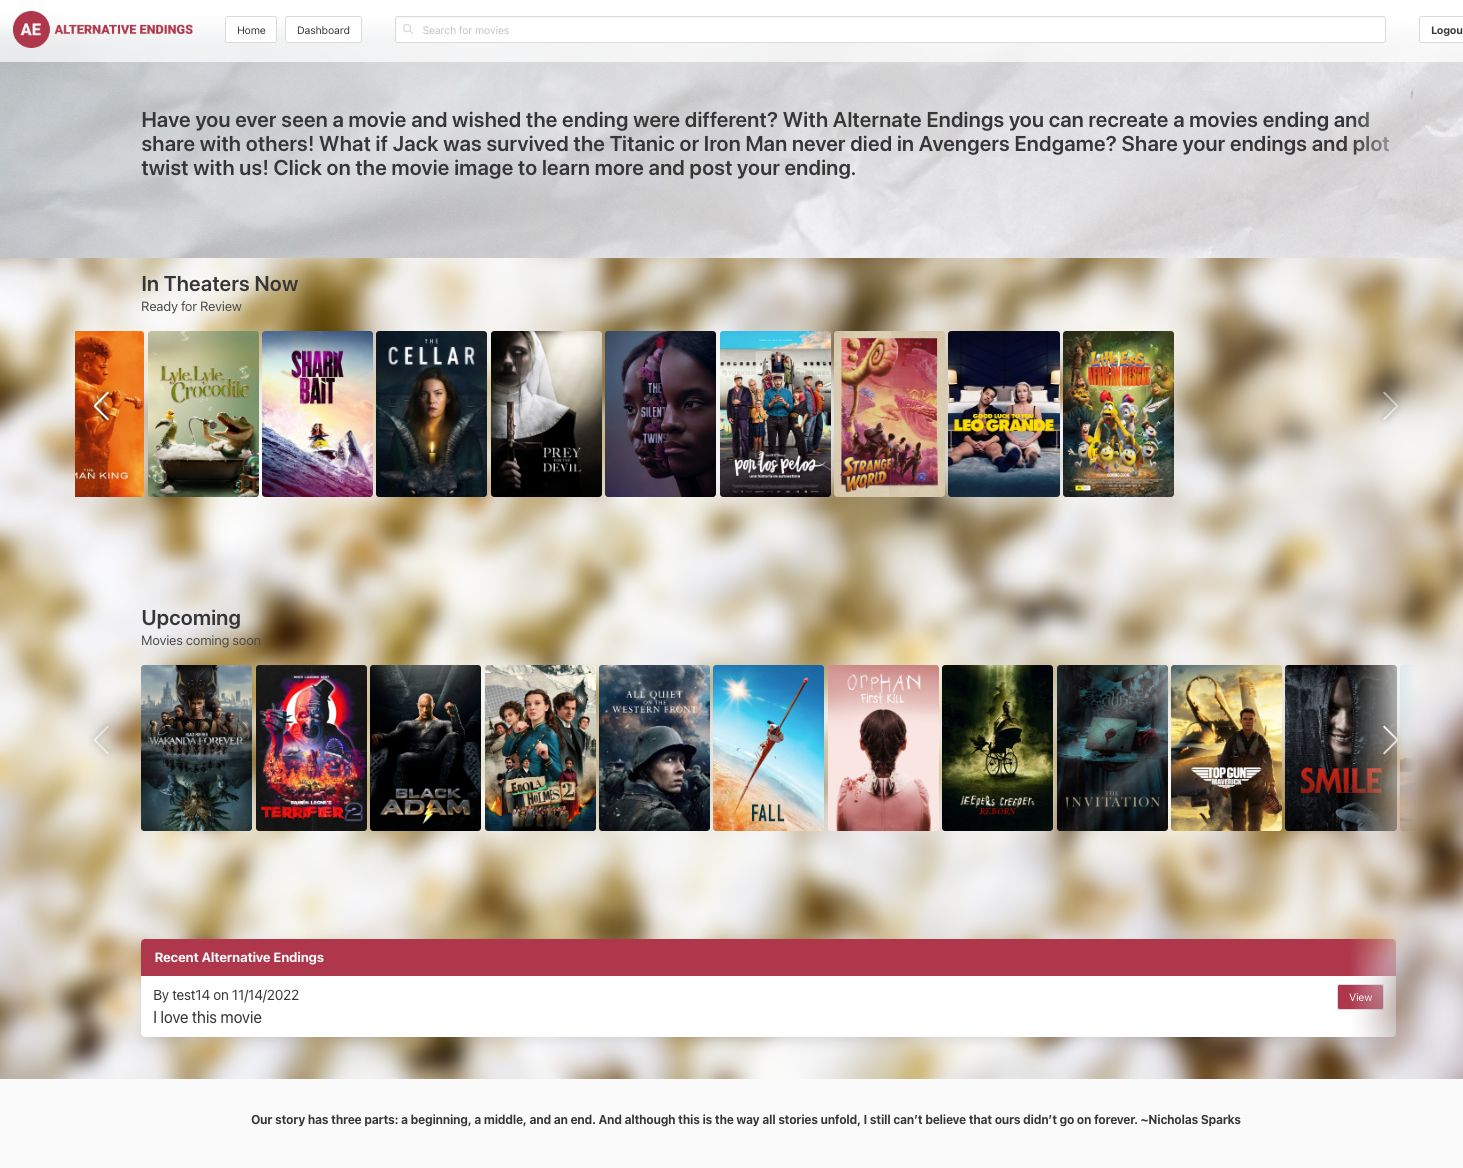 AE ALTERNATIVE ENDINGS
Home
Dashboard
Search for movies
Logou
Have you ever seen a movie and wished the ending were different? With Alternate Endings you can recreate a movies ending and
share with others! What if Jack was survived the Titanic or Iron Man never died in Avengers Endgame? Share your endings and plot
twist with us! Click on the movie image to learn more and post your ending.
In Theaters Now
Ready for Review
THE
MAN KING
Lyle, Lyle,
Crocodile
SHARK
BAIT
THE
CELLAR
PREY
FOR THE
DEVIL
THE
SILENT
TWINS
por los pelos
una historia de autoestima
STRANGE
WORLD
GOOD LUCK TO YOU
LEO GRANDE
Upcoming
Movies coming soon
WAKANDA FOREVER
DAMIEN LEONE'S
TERRIFIER 2
BLACK
ADAM
ENOLA
HOLMES 2
ALL QUIET
ON THE
WESTERN FRONT
FALL
ORPHAN
First Kill
JEEPERS CREEPERS
REBORN
THE
INVITATION
TOP GUN
MAVERICK
SMILE
Recent Alternative Endings
By test14 on 11/14/2022
View
I love this movie
Our story has three parts: a beginning, a middle, and an end. And although this is the way all stories unfold, I still can't believe that ours didn't go on forever. ~Nicholas Sparks